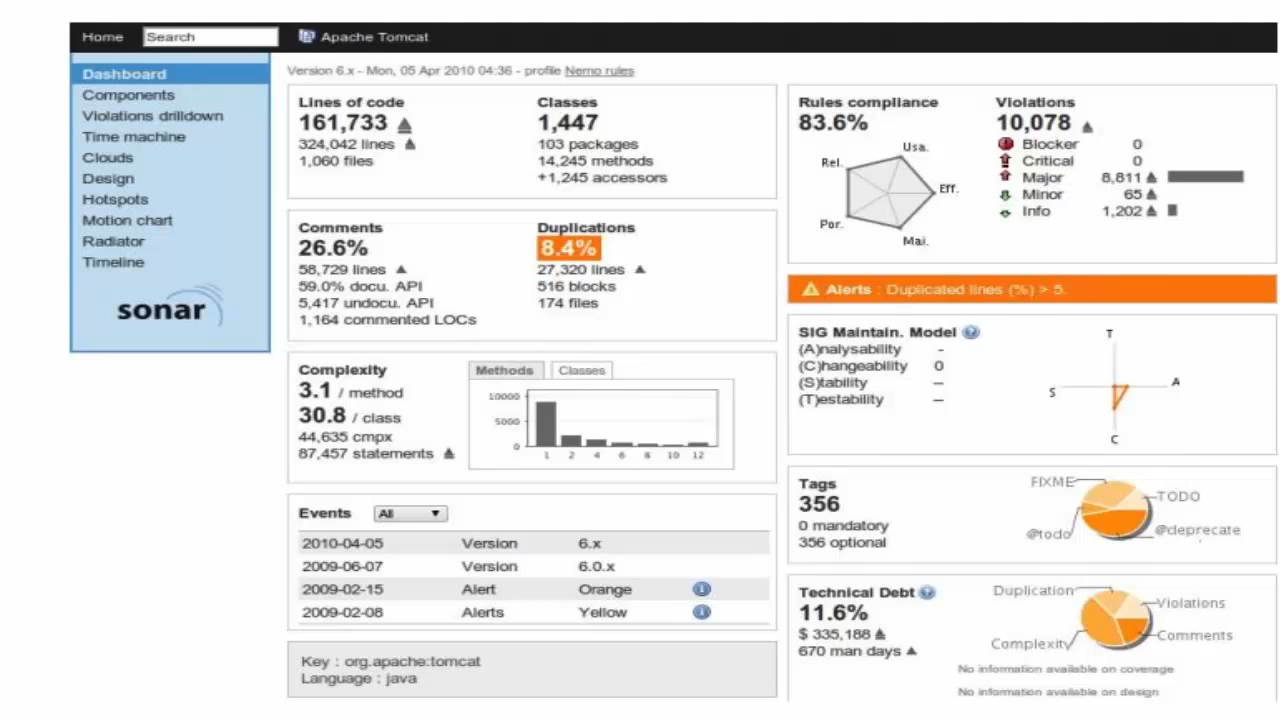 Home
Search
Apache Tomcat
Dashboard
Components
Violations drilldown
Time machine
Clouds
Design
Hotspots
Motion chart
Radiator
Timeline
sonar
Version 6.x - Mon, 05 Apr 2010 04:36 - profile Nemo rules
Lines of code
161,733
324,042 lines
1,060 files
Classes
1,447
103 packages
14,245 methods
+1,245 accessors
Comments
26.6%
58,729 lines
59.0% docu. API
5,417 undocu. API
1,164 commented LOCs
Duplications
8.4%
27,320 lines
516 blocks
174 files
Complexity
3.1 / method
30.8 / class
44,635 cmpx
87,457 statements
Methods
Classes
10000
5000
0
1 2 4 6 8 10 12
Events
All
2010-04-05 Version 6.x
2009-06-07 Version 6.0.x
2009-02-15 Alert Orange
2009-02-08 Alerts Yellow
Key : org.apache:tomcat
Language : java
Rules compliance
83.6%
Usa.
Rel.
Eff.
Por.
Mai.
Violations
10,078
Blocker 0
Critical 0
Major 8,811
Minor 65
Info 1,202
Alerts : Duplicated lines (%) > 5.
SIG Maintain. Model ?
(A)nalysability -
(C)hangeability 0
(S)tability --
(T)estability --
T
S
A
C
Tags
356
0 mandatory
356 optional
FIXME
TODO
@todo
@deprecate
Technical Debt ?
11.6%
$ 335,188
670 man days
Duplication
Violations
Comments
Complexity
No information available on coverage
No information available on design